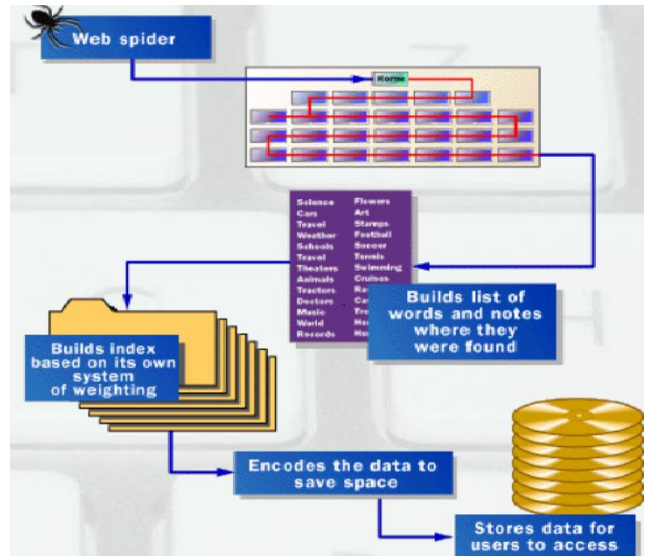 Web spider
Home
Science Flowers
Cars Art
Travel Stamps
Weather Football
Schools Soccer
Travel Tennis
Theaters Swimming
Animals Cruises
Tractors
Doctors
Music
World
Records
Builds list of
words and notes
where they
were found
Builds index
based on its own
system
of weighting
Encodes the data to
save space
Stores data for
users to access